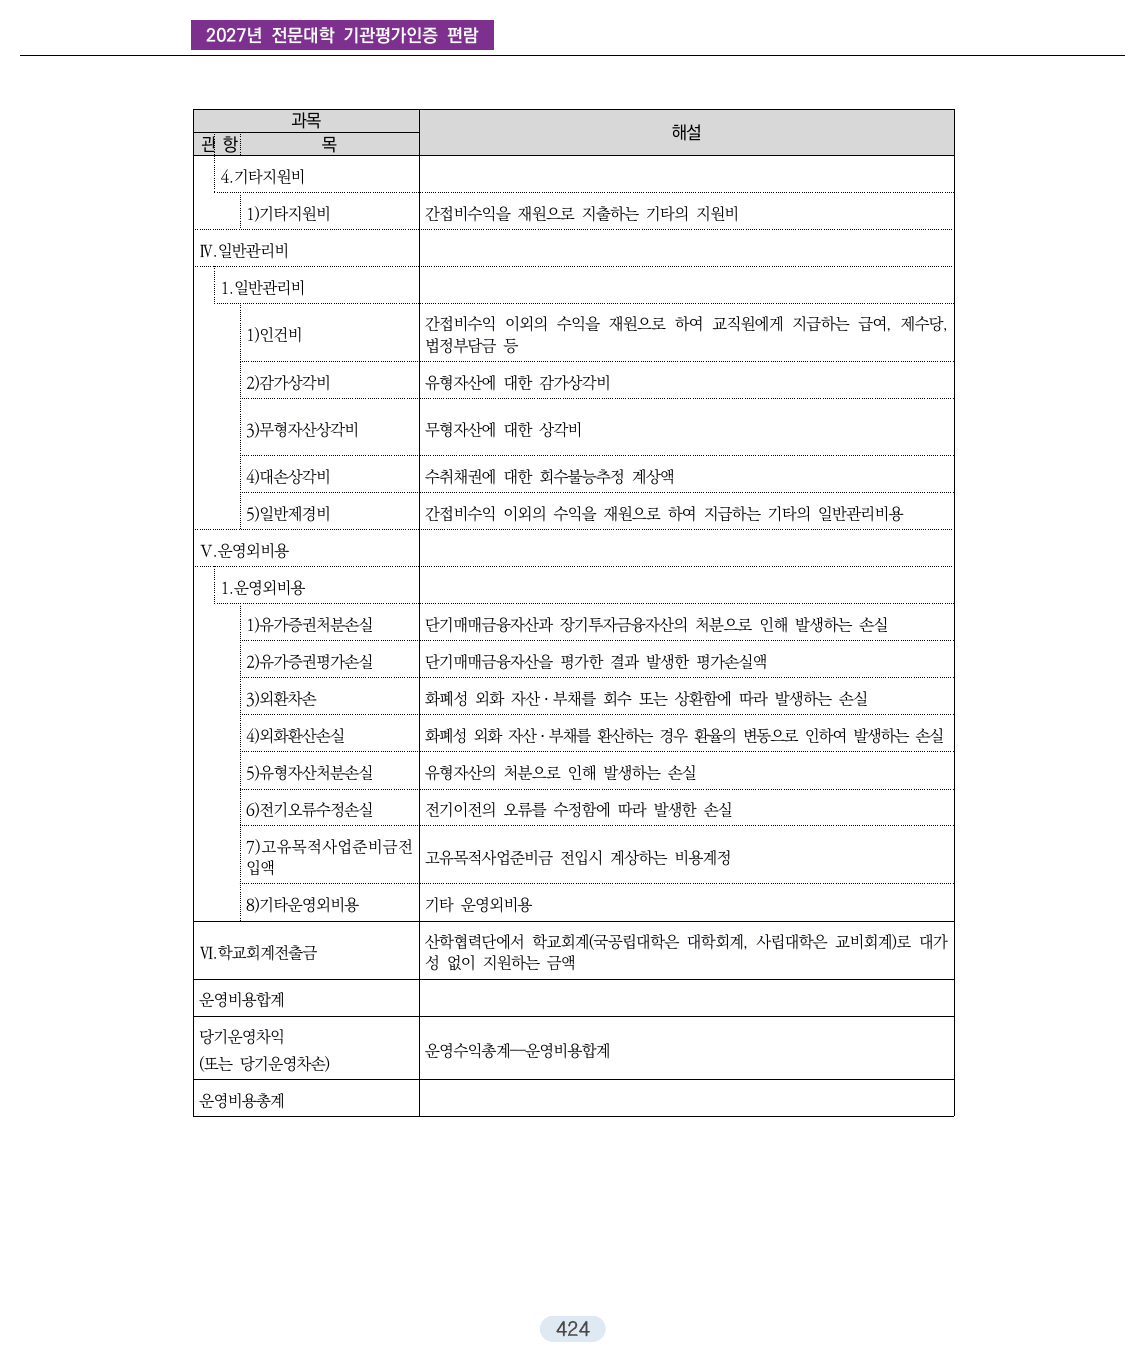 2027년 전문대학 기관평가인증 편람
과목
해설
관 항 목
4.기타지원비
1)기타지원비 간접비수익을 재원으로 지출하는 기타의 지원비
Ⅳ.일반관리비
1.일반관리비
1)인건비
간접비수익 이외의 수익을 재원으로 하여 교직원에게 지급하는 급여, 제수당,
법정부담금 등
2)감가상각비 유형자산에 대한 감가상각비
3)무형자산상각비 무형자산에 대한 상각비
4)대손상각비 수취채권에 대한 회수불능추정 계상액
5)일반제경비 간접비수익 이외의 수익을 재원으로 하여 지급하는 기타의 일반관리비용
Ⅴ.운영외비용
1.운영외비용
1)유가증권처분손실 단기매매금융자산과 장기투자금융자산의 처분으로 인해 발생하는 손실
2)유가증권평가손실 단기매매금융자산을 평가한 결과 발생한 평가손실액
3)외환차손 화폐성 외화 자산·부채를 회수 또는 상환함에 따라 발생하는 손실
4)외화환산손실 화폐성 외화 자산·부채를 환산하는 경우 환율의 변동으로 인하여 발생하는 손실
5)유형자산처분손실 유형자산의 처분으로 인해 발생하는 손실
6)전기오류수정손실 전기이전의 오류를 수정함에 따라 발생한 손실
7)고유목적사업준비금전
입액
고유목적사업준비금 전입시 계상하는 비용계정
8)기타운영외비용 기타 운영외비용
Ⅵ.학교회계전출금
산학협력단에서 학교회계(국공립대학은 대학회계, 사립대학은 교비회계)로 대가
성 없이 지원하는 금액
운영비용합계
당기운영차익
(또는 당기운영차손)
운영수익총계―운영비용합계
운영비용총계
424